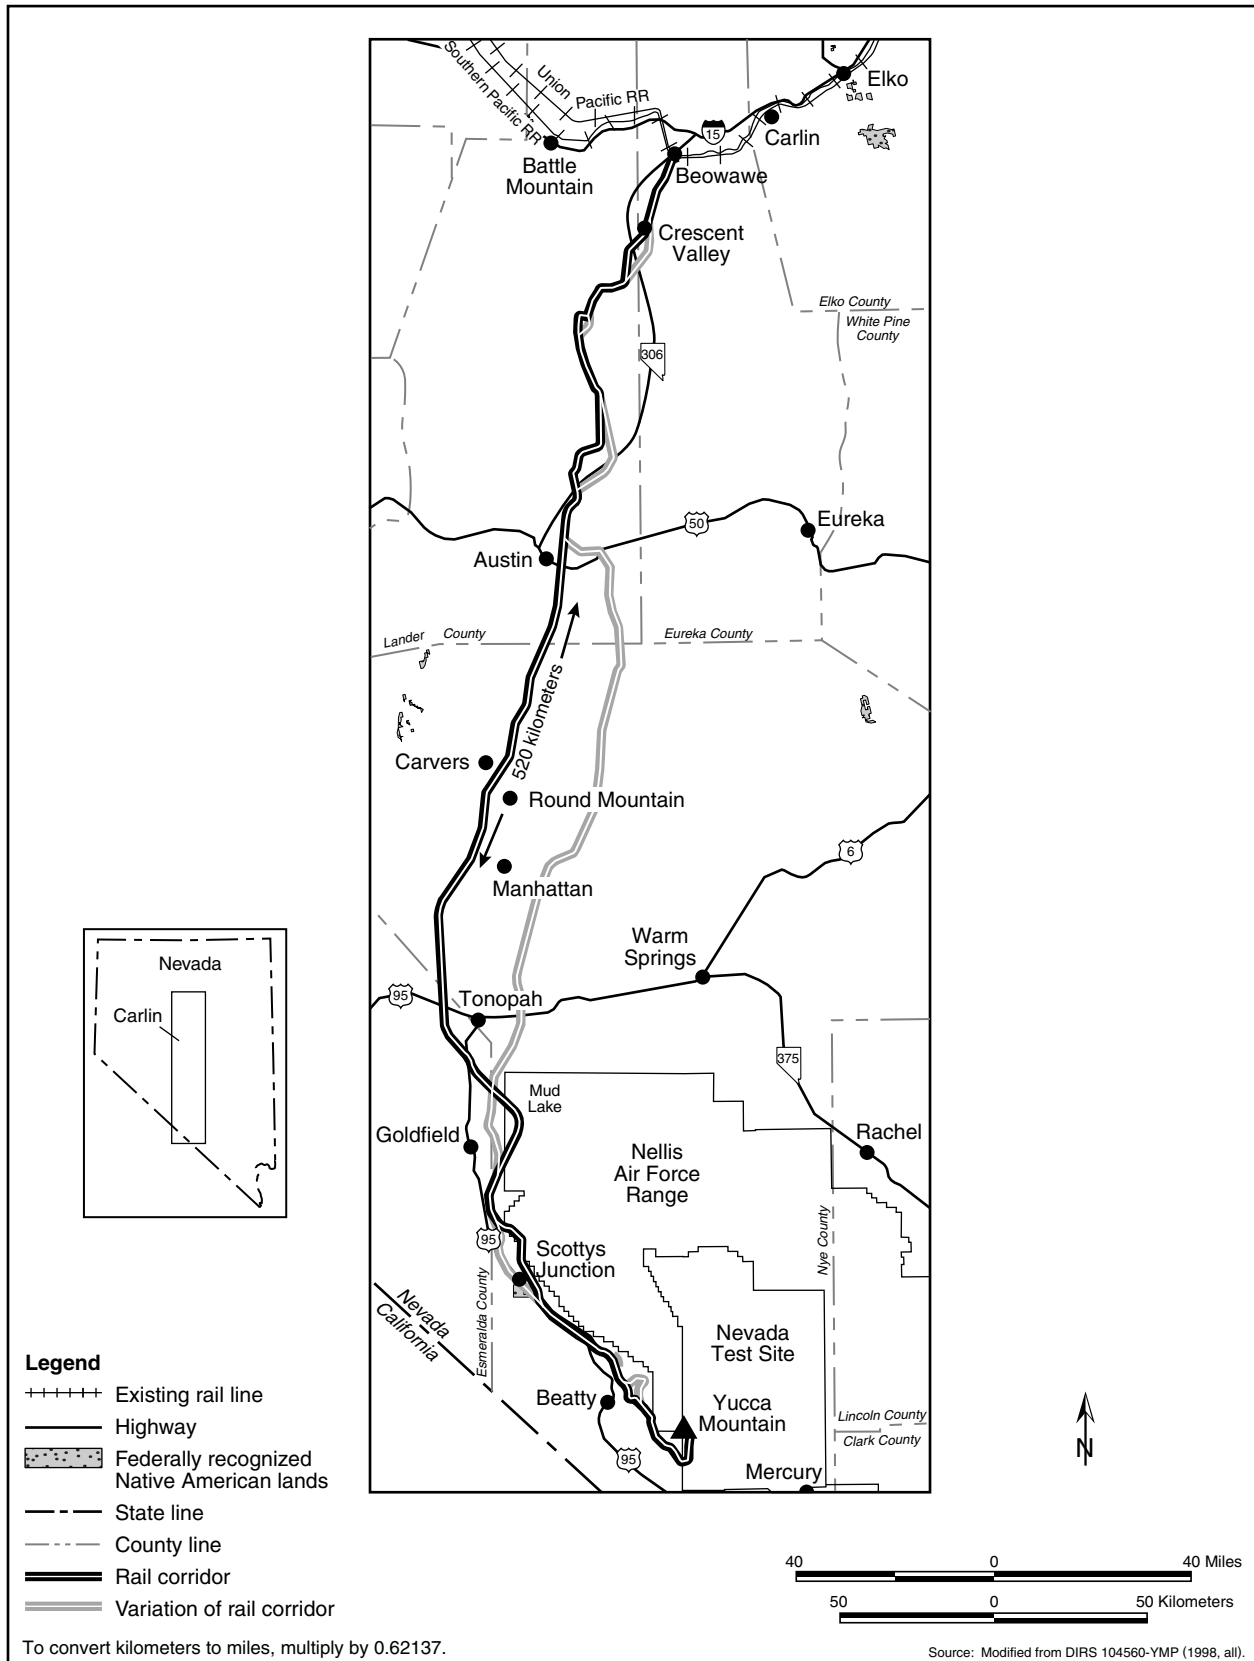 Southern Pacific RR
Union
Pacific RR
15
Elko
Carlin
Battle
Mountain
Beowawe
Crescent
Valley
Elko County
White Pine
County
306
50
Eureka
Austin
Lander County
Eureka County
520 kilometers
Carvers
Round Mountain
6
Manhattan
Warm
Springs
95
Tonopah
375
Mud
Lake
Goldfield
Rachel
Nellis
Air Force
Range
95
Scottys
Junction
Nye County
Esmeralda County
Nevada
California
Nevada
Test Site
Beatty
Yucca
Mountain
95
Mercury
Lincoln County
Clark County
Nevada
Carlin
Legend
Existing rail line
Highway
Federally recognized
Native American lands
State line
County line
Rail corridor
Variation of rail corridor
N
40 0 40 Miles
50 0 50 Kilometers
To convert kilometers to miles, multiply by 0.62137.
Source: Modified from DIRS 104560-YMP (1998, all).